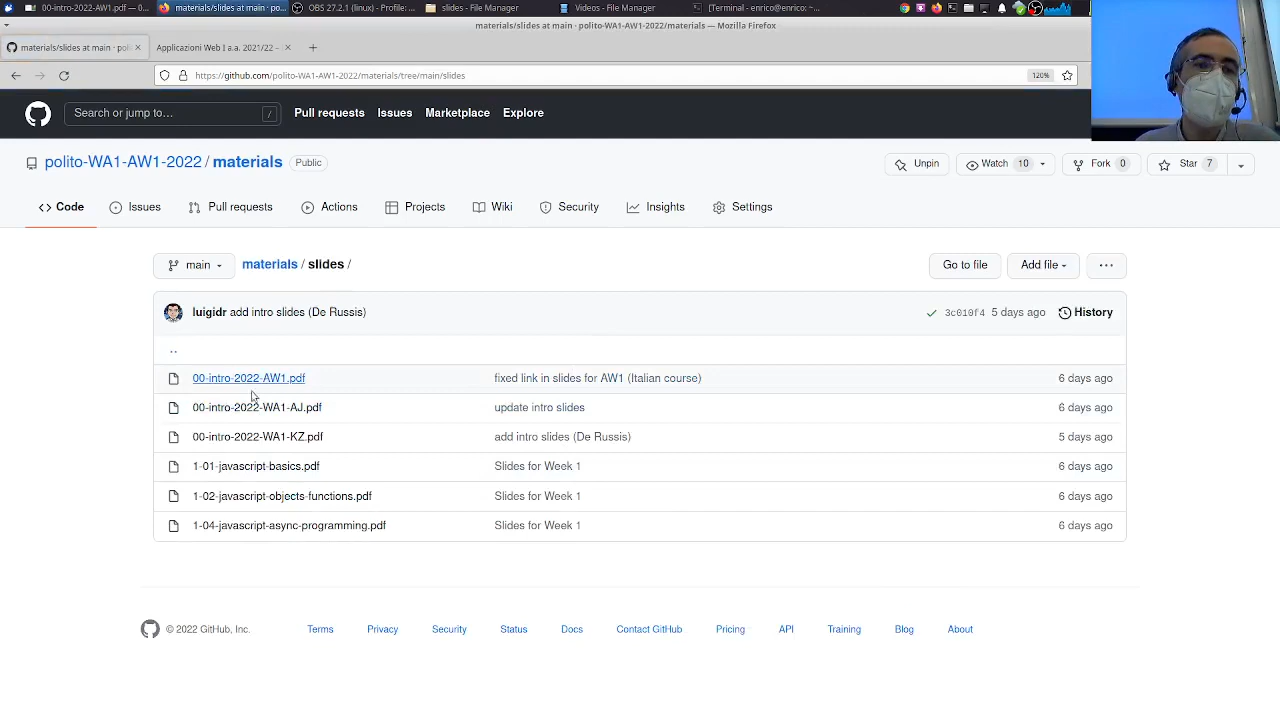 00-intro-2022-AW1.pdf — 0...
materials/slides at main · po...
OBS 27.2.1 (linux) - Profile: ...
slides - File Manager
Videos - File Manager
[Terminal - enrico@enrico: ~...
materials/slides at main · polito-WA1-AW1-2022/materials — Mozilla Firefox
materials/slides at main · poli
Applicazioni Web I a.a. 2021/22 –
https://github.com/polito-WA1-AW1-2022/materials/tree/main/slides
120%
Search or jump to...
/
Pull requests
Issues
Marketplace
Explore
polito-WA1-AW1-2022 / materials
Public
Unpin
Watch 10
Fork 0
Star 7
Code
Issues
Pull requests
Actions
Projects
Wiki
Security
Insights
Settings
main
materials / slides /
Go to file
Add file
luigidr add intro slides (De Russis)
3c010f4 5 days ago
History
..
00-intro-2022-AW1.pdf fixed link in slides for AW1 (Italian course) 6 days ago
00-intro-2022-WA1-AJ.pdf update intro slides 6 days ago
00-intro-2022-WA1-KZ.pdf add intro slides (De Russis) 5 days ago
1-01-javascript-basics.pdf Slides for Week 1 6 days ago
1-02-javascript-objects-functions.pdf Slides for Week 1 6 days ago
1-04-javascript-async-programming.pdf Slides for Week 1 6 days ago
© 2022 GitHub, Inc.
Terms
Privacy
Security
Status
Docs
Contact GitHub
Pricing
API
Training
Blog
About